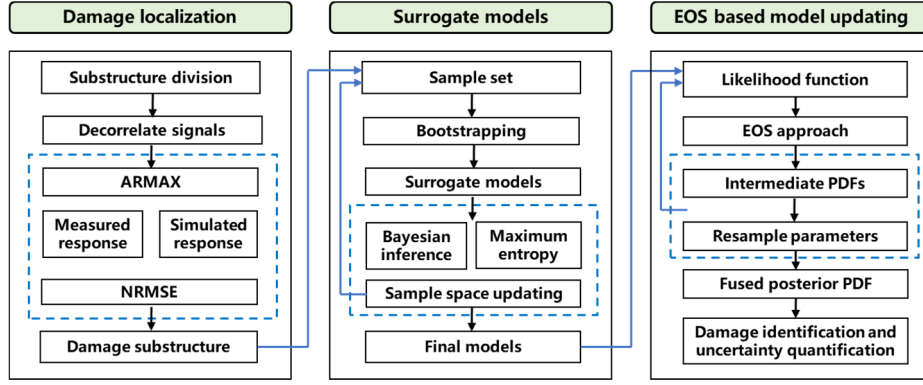 Damage localization
Substructure division
Decorrelate signals
ARMAX
Measured
response
Simulated
response
NRMSE
Damage substructure
Surrogate models
Sample set
Bootstrapping
Surrogate models
Bayesian
inference
Maximum
entropy
Sample space updating
Final models
EOS based model updating
Likelihood function
EOS approach
Intermediate PDFs
Resample parameters
Fused posterior PDF
Damage identification and
uncertainty quantification